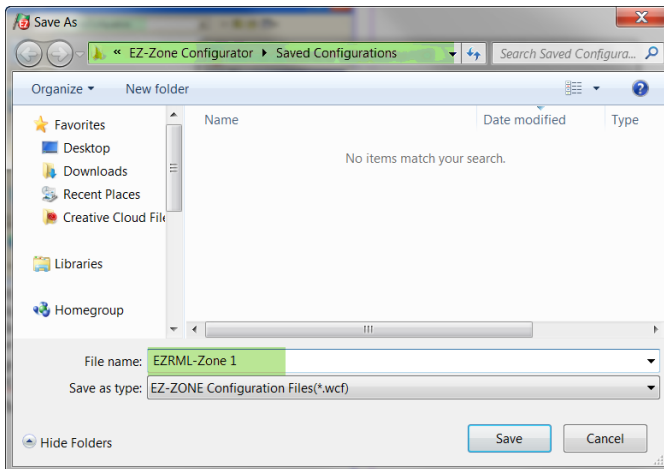 Save As
« EZ-Zone Configurator Saved Configurations Search Saved Configura...
Organize New folder
Name Date modified Type
No items match your search.
Favorites
Desktop
Downloads
Recent Places
Creative Cloud File
Libraries
Homegroup
File name: EZRML-Zone 1
Save as type: EZ-ZONE Configuration Files(*.wcf)
Hide Folders Save Cancel